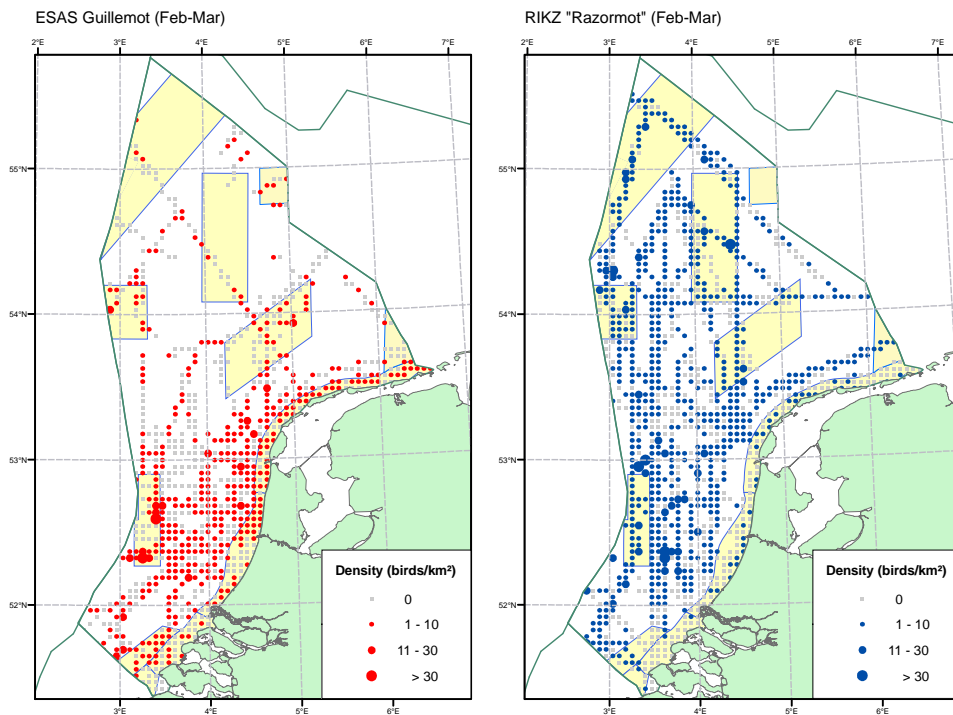 ESAS Guillemot (Feb-Mar)
RIKZ "Razormot" (Feb-Mar)
2°E 3°E 4°E 5°E 6°E 7°E
2°E 3°E 4°E 5°E 6°E 7°E
55°N
55°N
54°N
54°N
53°N
53°N
52°N
52°N
Density (birds/km²)
0
1 - 10
11 - 30
> 30
Density (birds/km²)
0
1 - 10
11 - 30
> 30
3°E 4°E 5°E 6°E
3°E 4°E 5°E 6°E